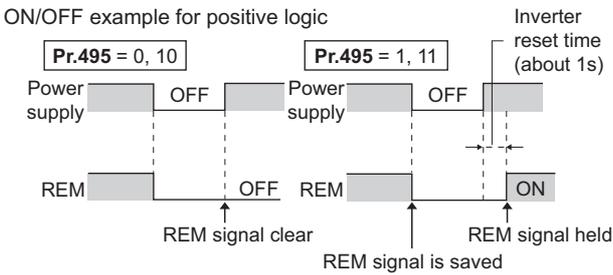 ON/OFF example for positive logic
Pr.495 = 0, 10
Power
supply
OFF
REM
OFF
REM signal clear
Pr.495 = 1, 11
Inverter
reset time
(about 1s)
Power
supply
OFF
REM
ON
REM signal held
REM signal is saved